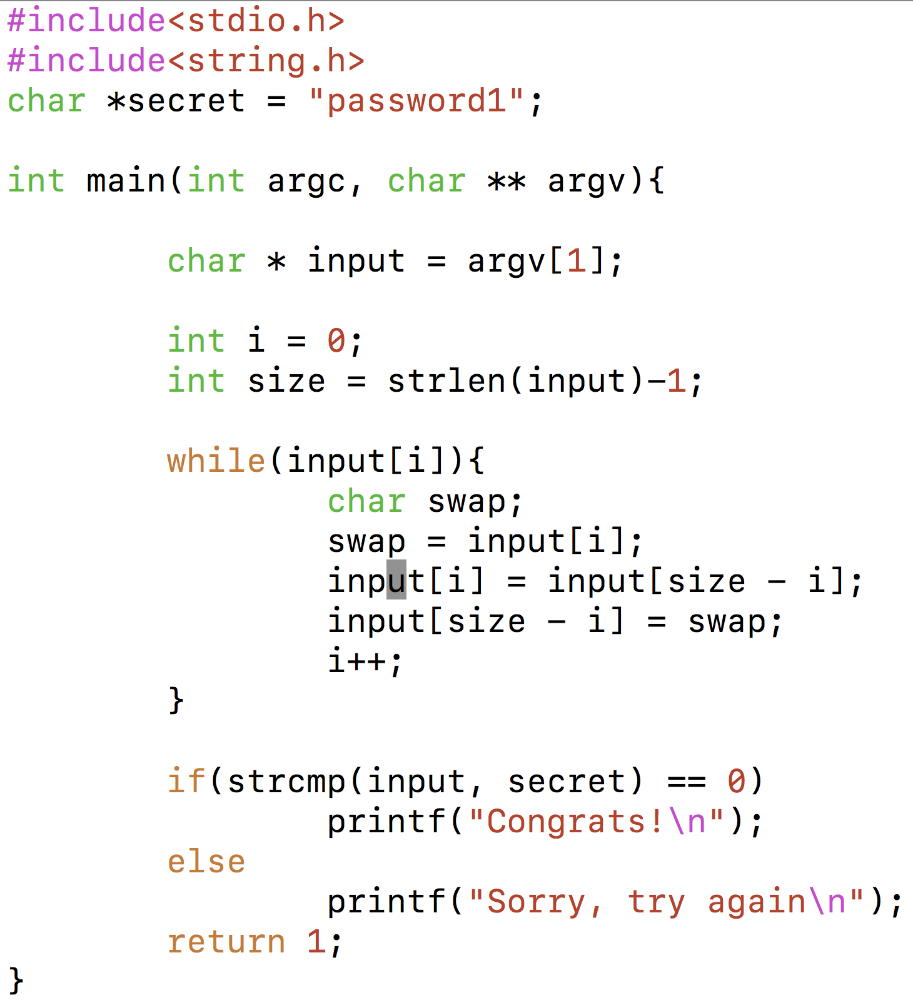 #include<stdio.h>
#include<string.h>
char *secret = "password1";
int main(int argc, char ** argv){
char * input = argv[1];
int i = 0;
int size = strlen(input)-1;
while(input[i]){
char swap;
swap = input[i];
input[i] = input[size - i];
input[size - i] = swap;
i++;
}
if(strcmp(input, secret) == 0)
printf("Congrats!\n");
else
printf("Sorry, try again\n");
return 1;
}